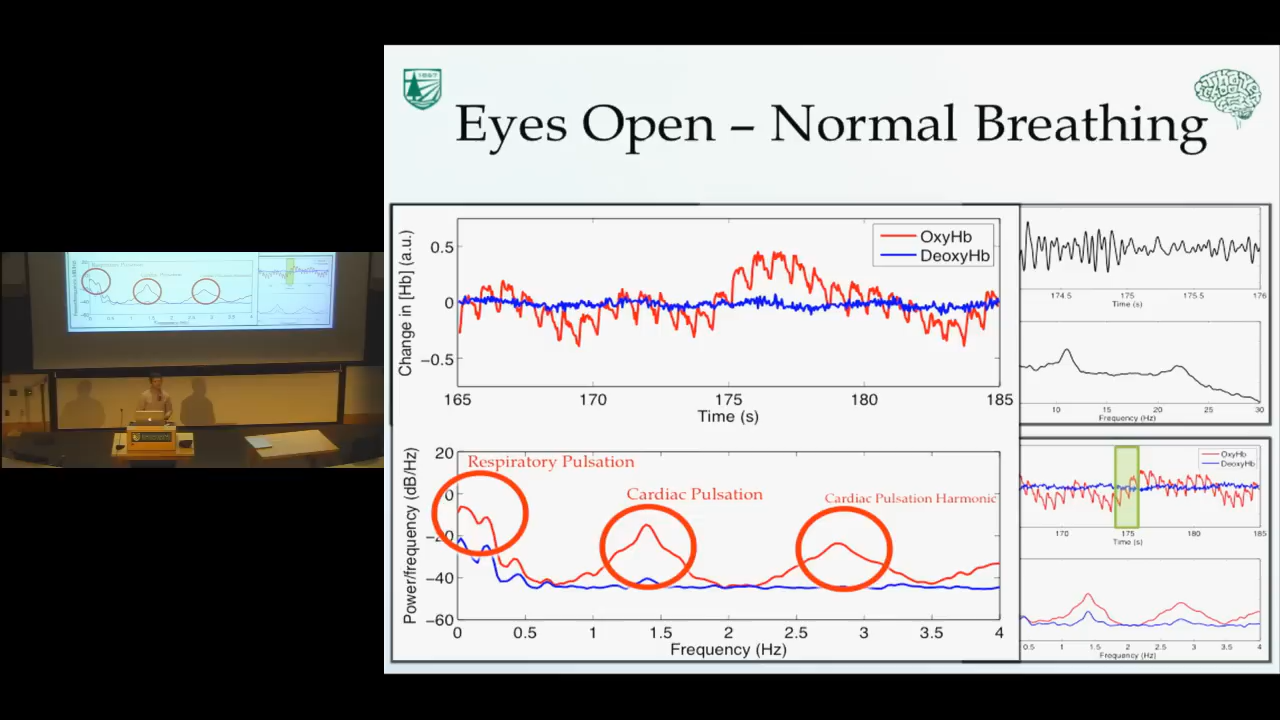 Eyes Open – Normal Breathing
1867
THAYER
0.5
0
−0.5
Change in [Hb] (a.u.)
OxyHb
DeoxyHb
165 170 175 180 185
Time (s)
20
0
−20
−40
−60
Power/frequency (dB/Hz)
Respiratory Pulsation
Cardiac Pulsation
Cardiac Pulsation Harmonic
0 0.5 1 1.5 2 2.5 3 3.5 4
Frequency (Hz)
174.5 175 175.5 176
Time (s)
10 15 20 25 30
Frequency (Hz)
OxyHb
DeoxyHb
170 175 180 185
Time (s)
0.5 1 1.5 2 2.5 3 3.5 4
Frequency (Hz)